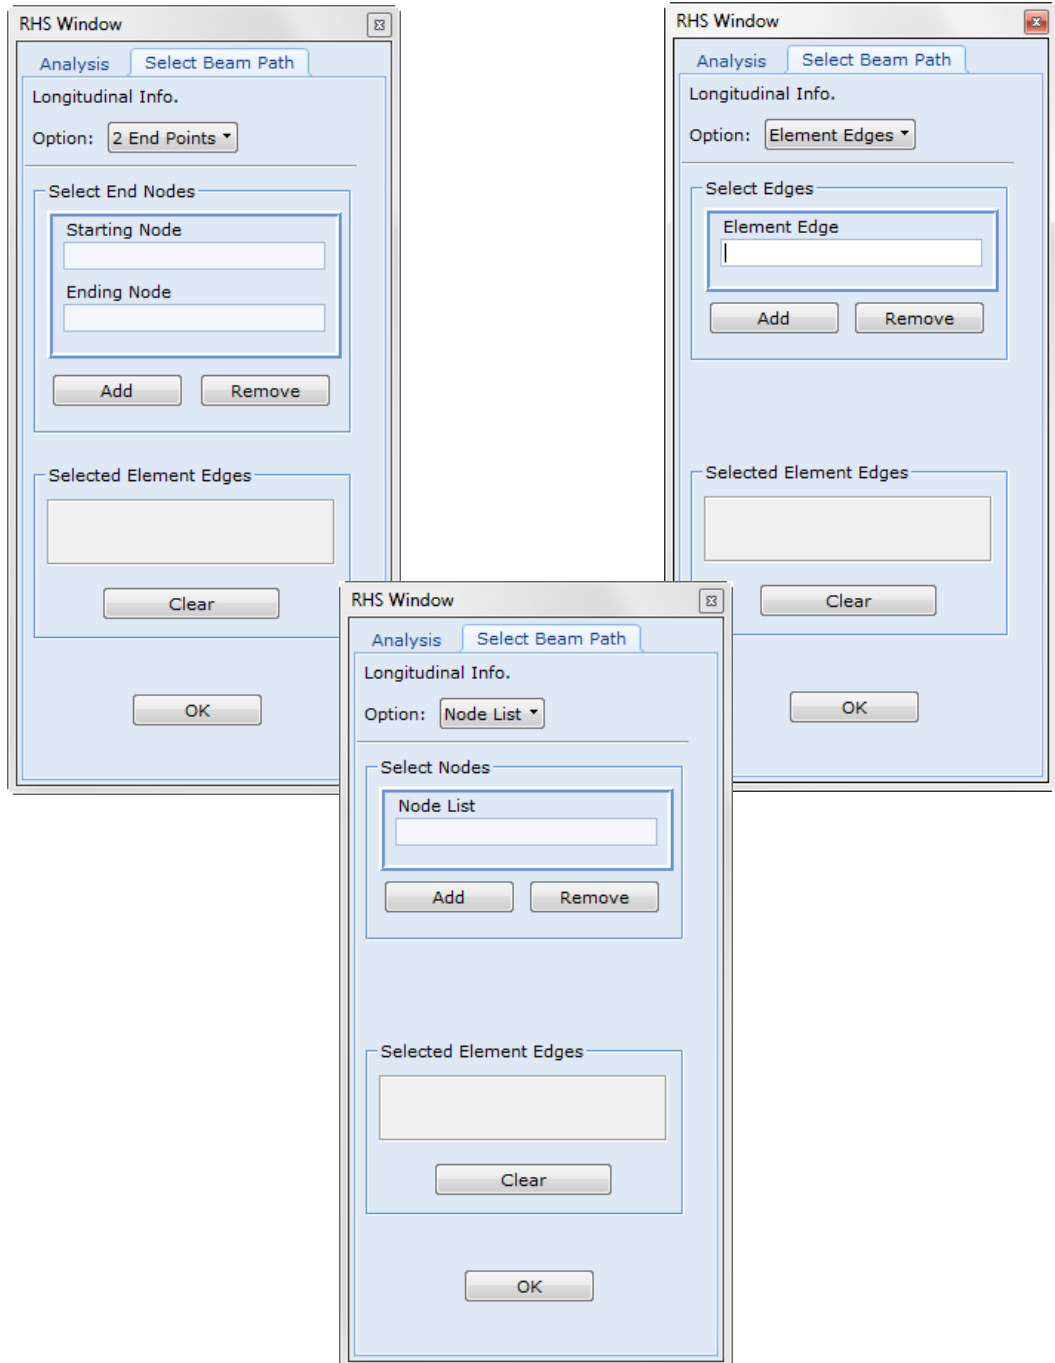 RHS Window
Analysis Select Beam Path
Longitudinal Info.
Option: 2 End Points
Select End Nodes
Starting Node
Ending Node
Add Remove
Selected Element Edges
Clear
OK
RHS Window
Analysis Select Beam Path
Longitudinal Info.
Option: Element Edges
Select Edges
Element Edge
Add Remove
Selected Element Edges
Clear
OK
RHS Window
Analysis Select Beam Path
Longitudinal Info.
Option: Node List
Select Nodes
Node List
Add Remove
Selected Element Edges
Clear
OK